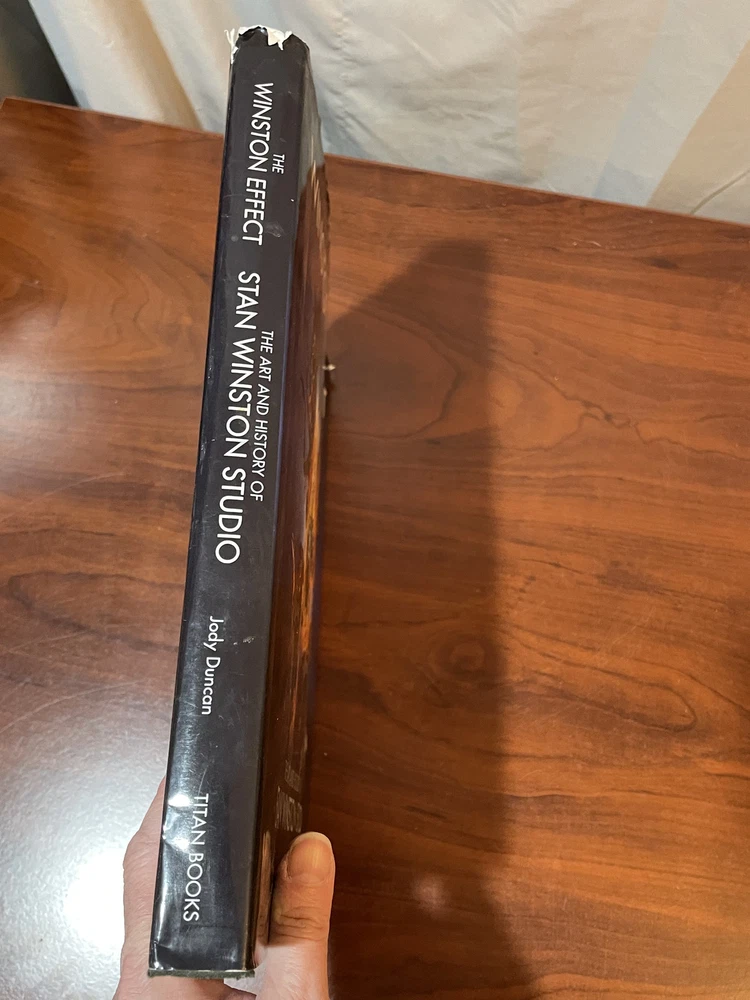 THE
WINSTON EFFECT
THE ART AND HISTORY OF
STAN WINSTON STUDIO
Jody Duncan
TITAN BOOKS